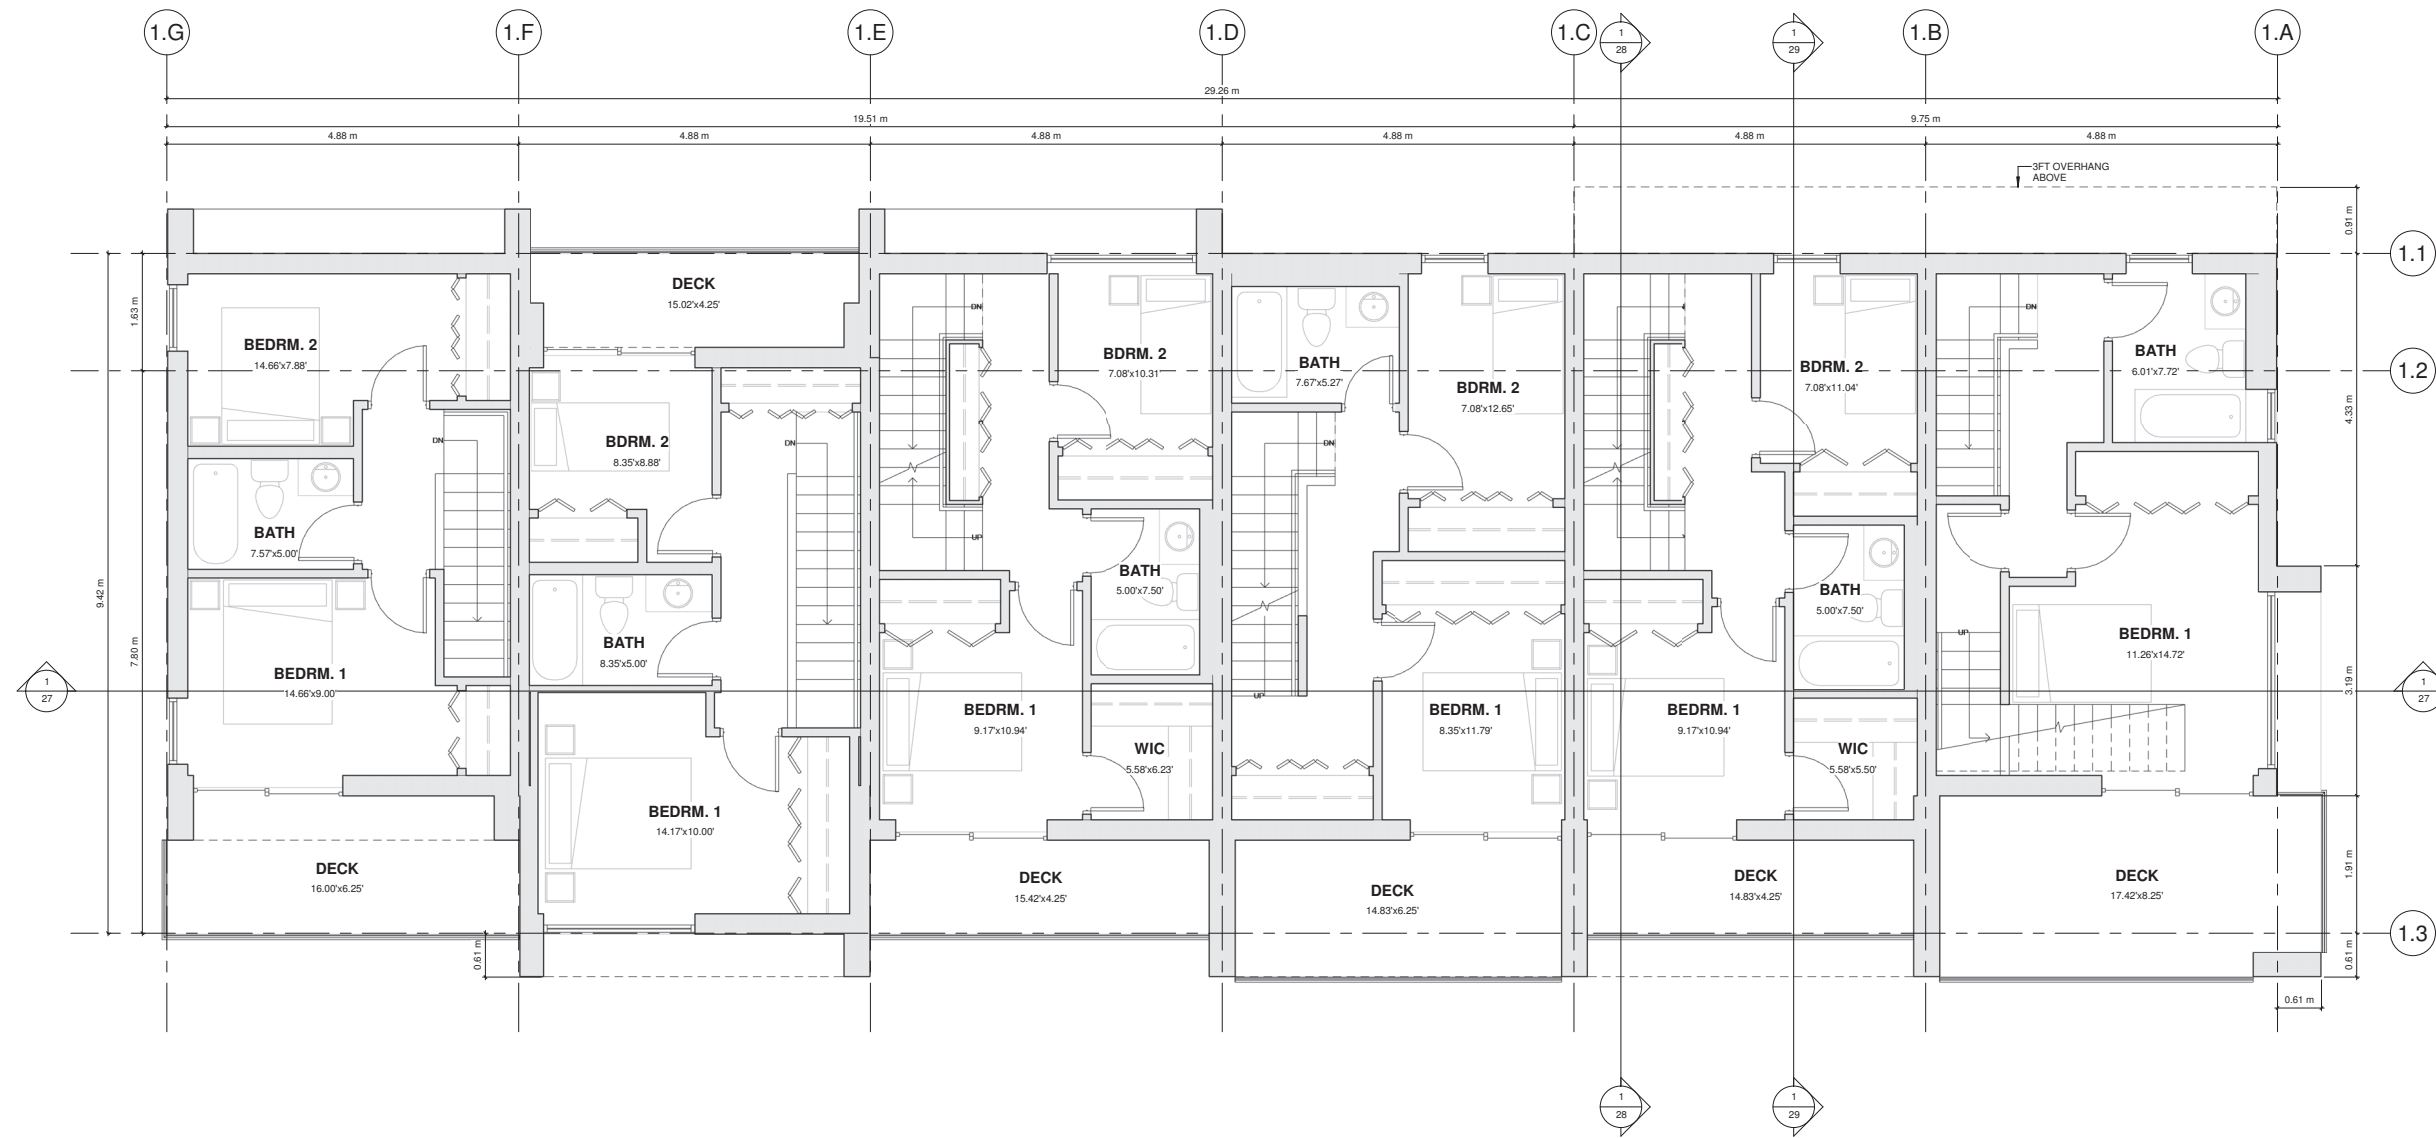 1.G
1.F
1.E
1.D
1.C
1
28
1
29
1.B
1.A
29.26 m
19.51 m
9.75 m
4.88 m
4.88 m
4.88 m
4.88 m
4.88 m
4.88 m
3FT OVERHANG
ABOVE
0.91 m
1.1
1.2
1.3
1.63 m
9.42 m
7.80 m
4.33 m
3.19 m
1.91 m
0.61 m
0.61 m
0.61 m
1
27
1
27
BEDRM. 2
14.66'x7.88'
DN
BATH
7.57'x5.00'
BEDRM. 1
14.66'x9.00'
DECK
16.00'x6.25'
DECK
15.02'x4.25'
BDRM. 2
8.35'x8.88'
DN
BATH
8.35'x5.00'
BEDRM. 1
14.17'x10.00'
DN
BDRM. 2
7.08'x10.31'
UP
BATH
5.00'x7.50'
BEDRM. 1
9.17'x10.94'
WIC
5.58'x6.23'
DECK
15.42'x4.25'
BATH
7.67'x5.27'
BDRM. 2
7.08'x12.65'
DN
UP
BEDRM. 1
8.35'x11.79'
DECK
14.83'x6.25'
BDRM. 2
7.08'x11.04'
BATH
5.00'x7.50'
BEDRM. 1
9.17'x10.94'
WIC
5.58'x5.50'
DECK
14.83'x4.25'
DN
BATH
6.01'x7.72'
UP
BEDRM. 1
11.26'x14.72'
DECK
17.42'x8.25'
1
28
1
29